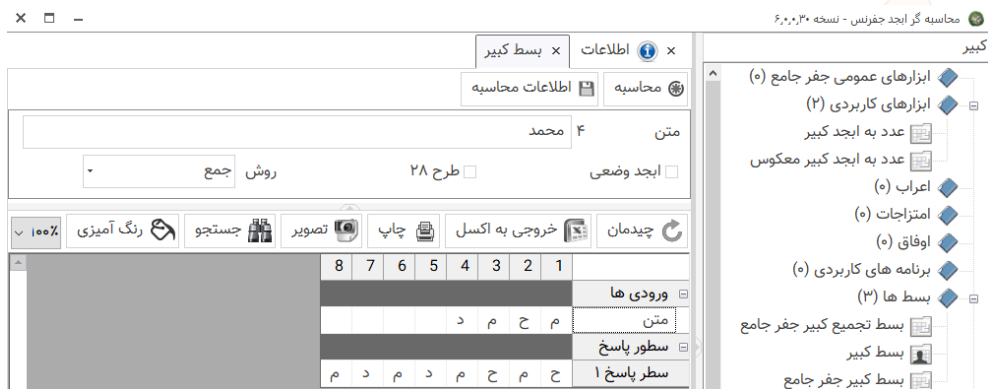 محاسبه گر ابجد جفرنس - نسخه ۶,۰,۰,۳۰
کبیر
ابزارهای عمومی جفر جامع (۰)
ابزارهای کاربردی (۲)
عدد به ابجد کبیر
عدد به ابجد کبیر معکوس
اعراب (۰)
امتزاجات (۰)
اوفاق (۰)
برنامه های کاربردی (۰)
بسط ها (۳)
بسط تجمیع کبیر جفر جامع
بسط کبیر
بسط کبیر جفر جامع
اطلاعات × بسط کبیر ×
محاسبه اطلاعات محاسبه
متن ۴ محمد
ابجد وضعی طرح ۲۸ روش جمع
چیدمان خروجی به اکسل چاپ تصویر جستجو رنگ آمیزی ۱۰۰٪
1 2 3 4 5 6 7 8
ورودی ها
متن م ح م د
سطور پاسخ
سطر پاسخ ۱ ح م ح م د م د م